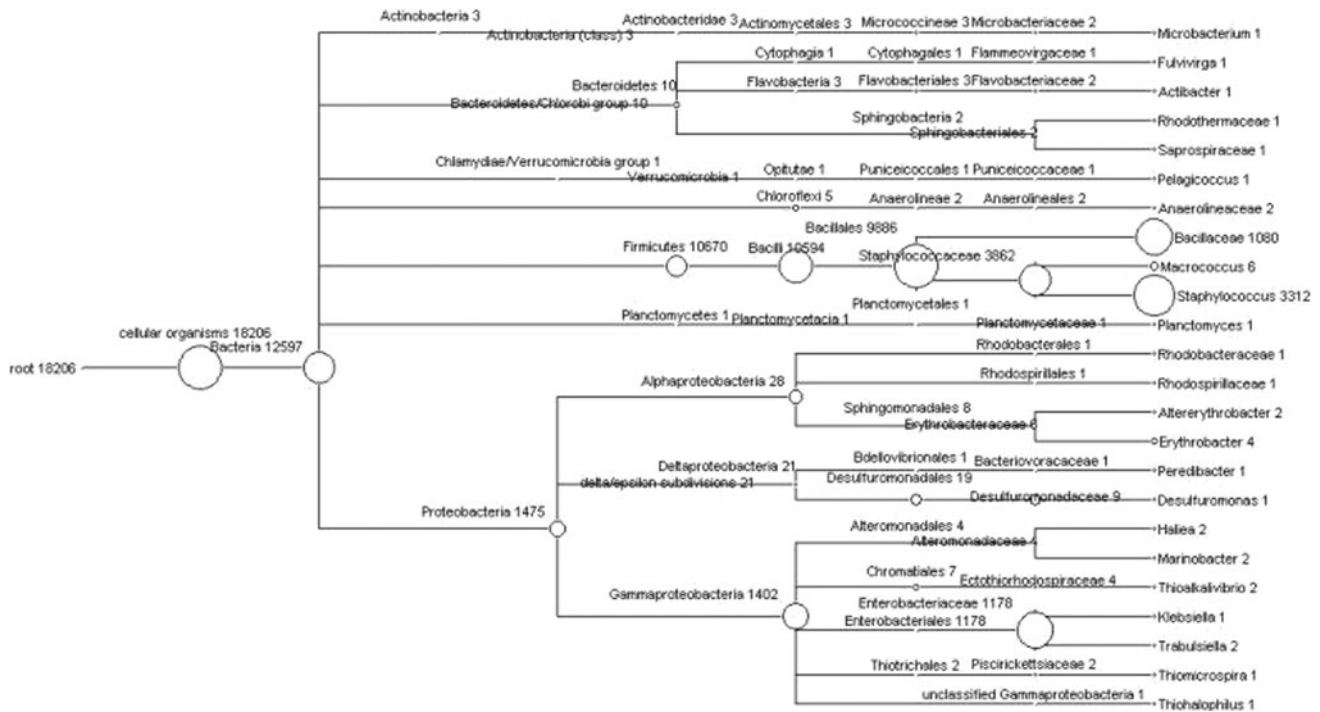 Actinobacteria 3
Actinobacteria (class) 3
Actinobacteridae 3
Actinomycetales 3
Micrococcineae 3
Microbacteriaceae 2
Microbacterium 1
Cytophagia 1
Cytophagales 1
Flammeovirgaceae 1
Fulvivirga 1
Bacteroidetes 10
Bacteroidetes/Chlorobi group 10
Flavobacteria 3
Flavobacteriales 3
Flavobacteriaceae 2
Actibacter 1
Sphingobacteria 2
Sphingobacteriales 2
Rhodothermaceae 1
Saprospiraceae 1
Chlamydiae/Verrucomicrobia group 1
Verrucomicrobia 1
Opitutae 1
Puniceicoccales 1
Puniceicoccaceae 1
Pelagicoccus 1
Chloroflexi 5
Anaerolineae 2
Anaerolineales 2
Anaerolineaceae 2
Firmicutes 10670
Bacilli 10594
Bacillales 9886
Bacillaceae 1080
Staphylococcaceae 3862
Macrococcus 6
Staphylococcus 3312
Planctomycetes 1
Planctomycetacia 1
Planctomycetales 1
Planctomycetaceae 1
Planctomyces 1
root 18206
cellular organisms 18206
Bacteria 12597
Alphaproteobacteria 28
Rhodobacterales 1
Rhodobacteraceae 1
Rhodospirillales 1
Rhodospirillaceae 1
Sphingomonadales 8
Erythrobacteraceae 6
Altererythrobacter 2
Erythrobacter 4
Deltaproteobacteria 21
delta/epsilon subdivisions 21
Bdellovibrionales 1
Bacteriovoracaceae 1
Peredibacter 1
Desulfuromonadales 19
Desulfuromonadaceae 9
Desulfuromonas 1
Proteobacteria 1475
Gammaproteobacteria 1402
Alteromonadales 4
Alteromonadaceae 4
Haliea 2
Marinobacter 2
Chromatiales 7
Ectothiorhodospiraceae 4
Thioalkalivibrio 2
Enterobacteriaceae 1178
Enterobacteriales 1178
Klebsiella 1
Trabulsiella 2
Thiotrichales 2
Piscirickettsiaceae 2
Thiomicrospira 1
unclassified Gammaproteobacteria 1
Thiohalophilus 1